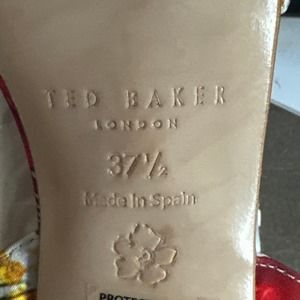 TED BAKER
LONDON
37½
Made In Spain